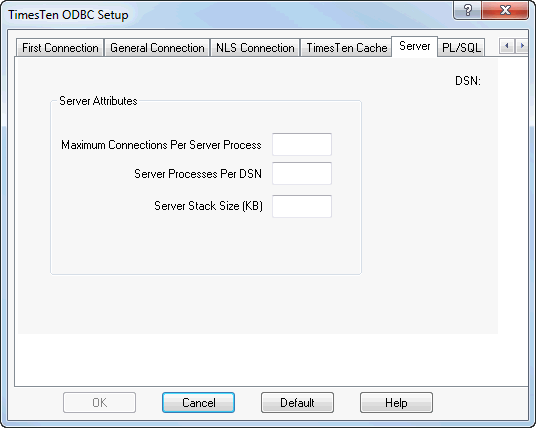 TimesTen ODBC Setup
?
First Connection General Connection NLS Connection TimesTen Cache Server PL/SQL
DSN:
Server Attributes
Maximum Connections Per Server Process
Server Processes Per DSN
Server Stack Size (KB)
OK Cancel Default Help